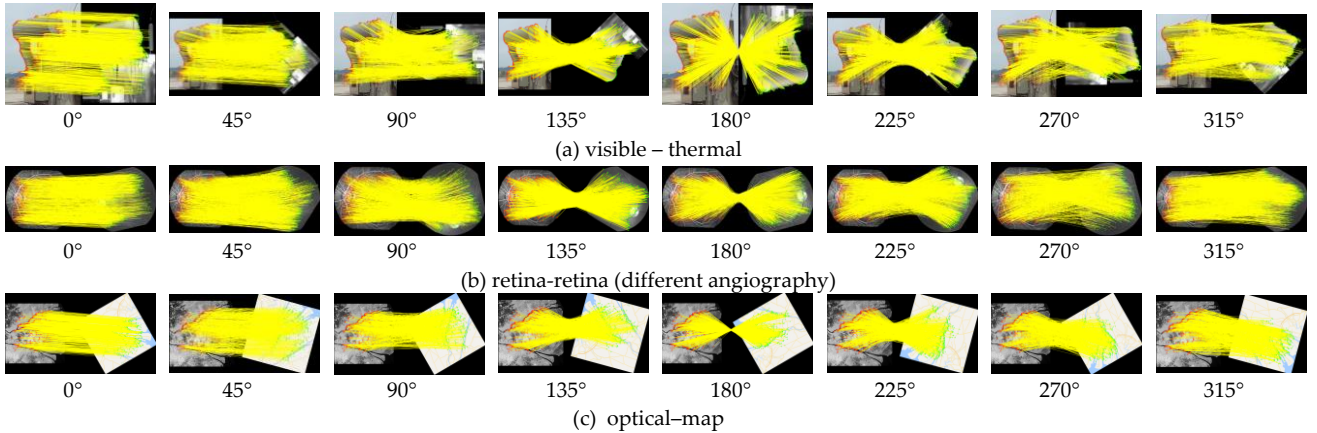 0° 45° 90° 135° 180° 225° 270° 315°
(a) visible – thermal
0° 45° 90° 135° 180° 225° 270° 315°
(b) retina-retina (different angiography)
0° 45° 90° 135° 180° 225° 270° 315°
(c) optical–map